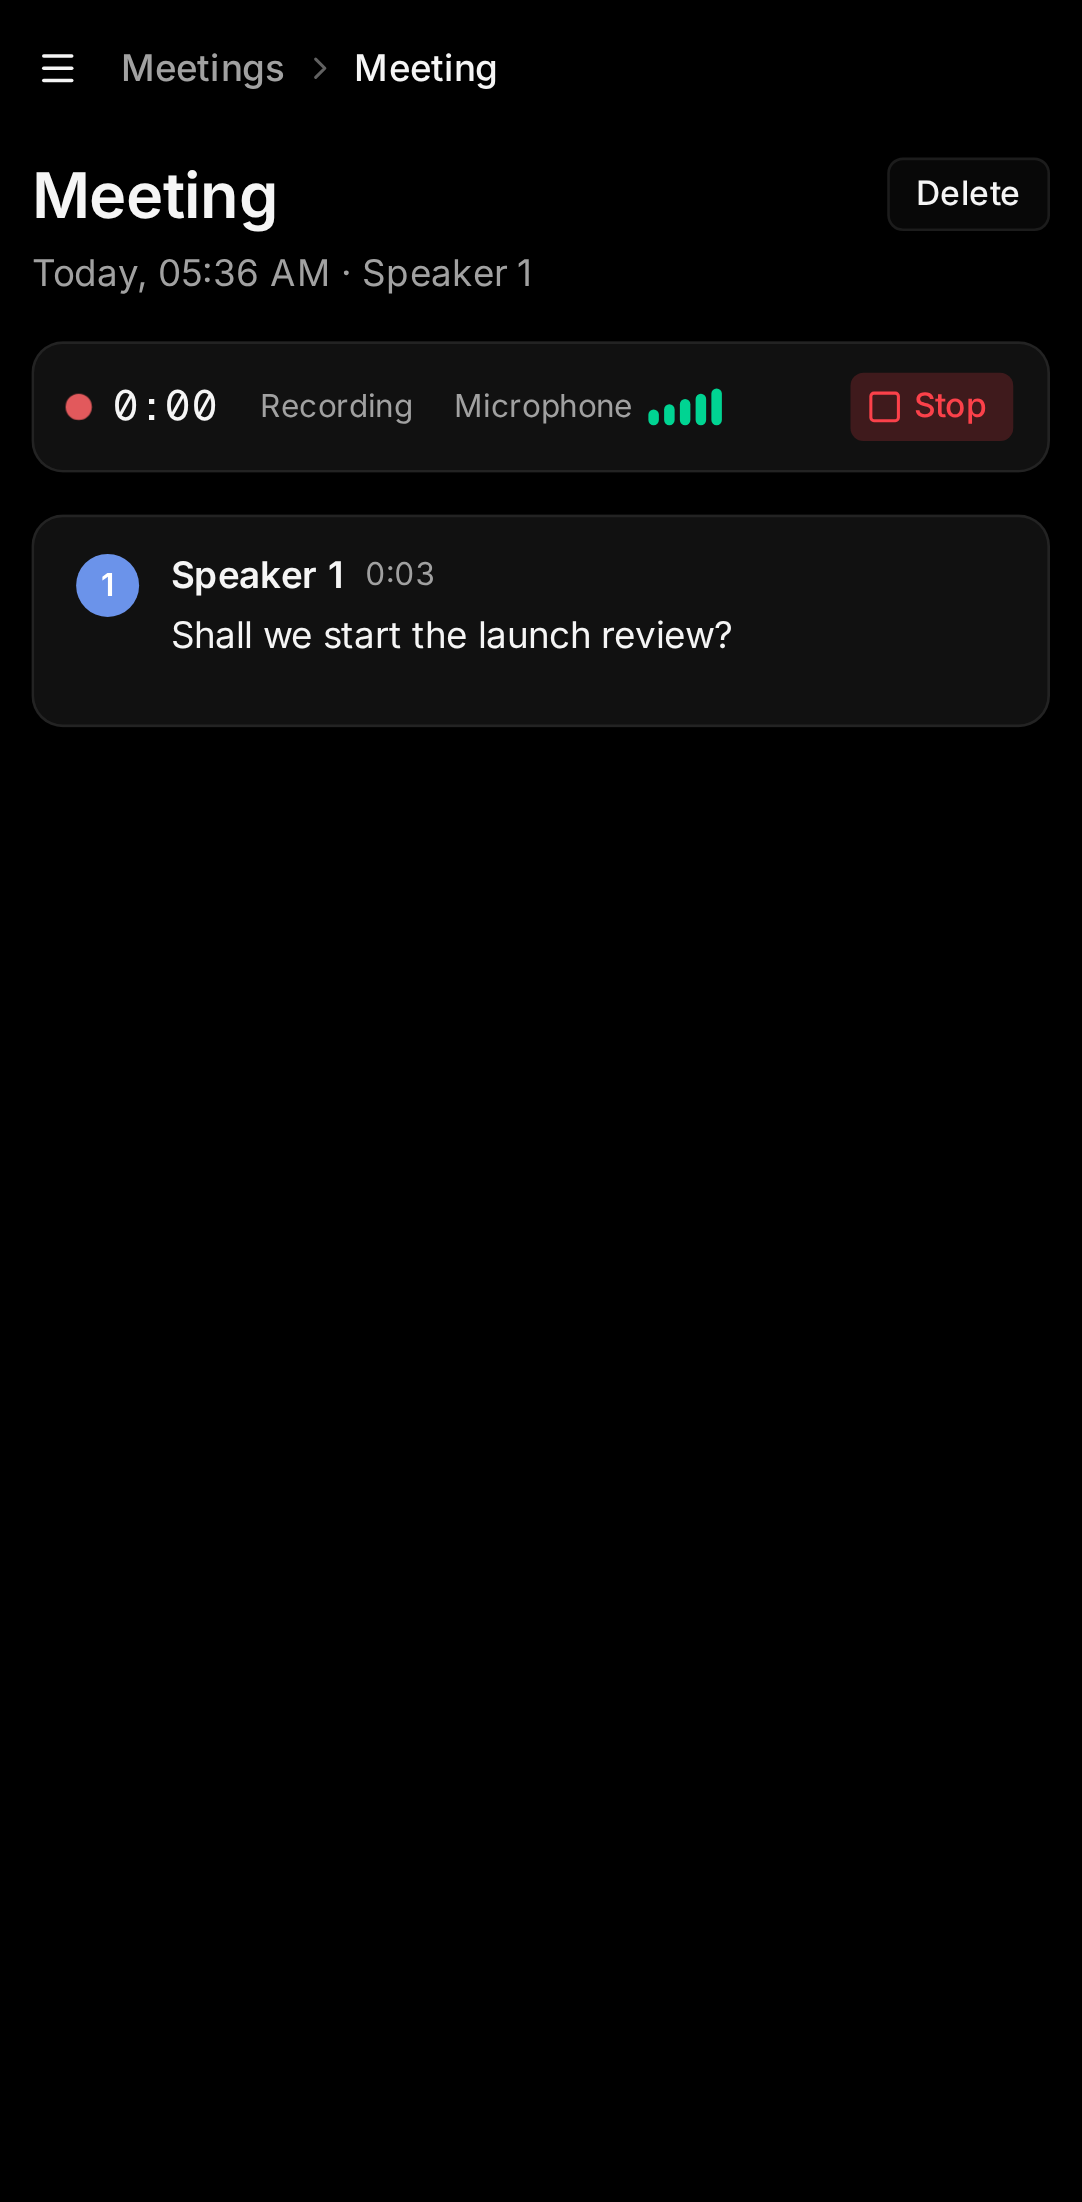 Meetings > Meeting
Meeting
Delete
Today, 05:36 AM · Speaker 1
0:00 Recording Microphone Stop
1 Speaker 1 0:03
Shall we start the launch review?